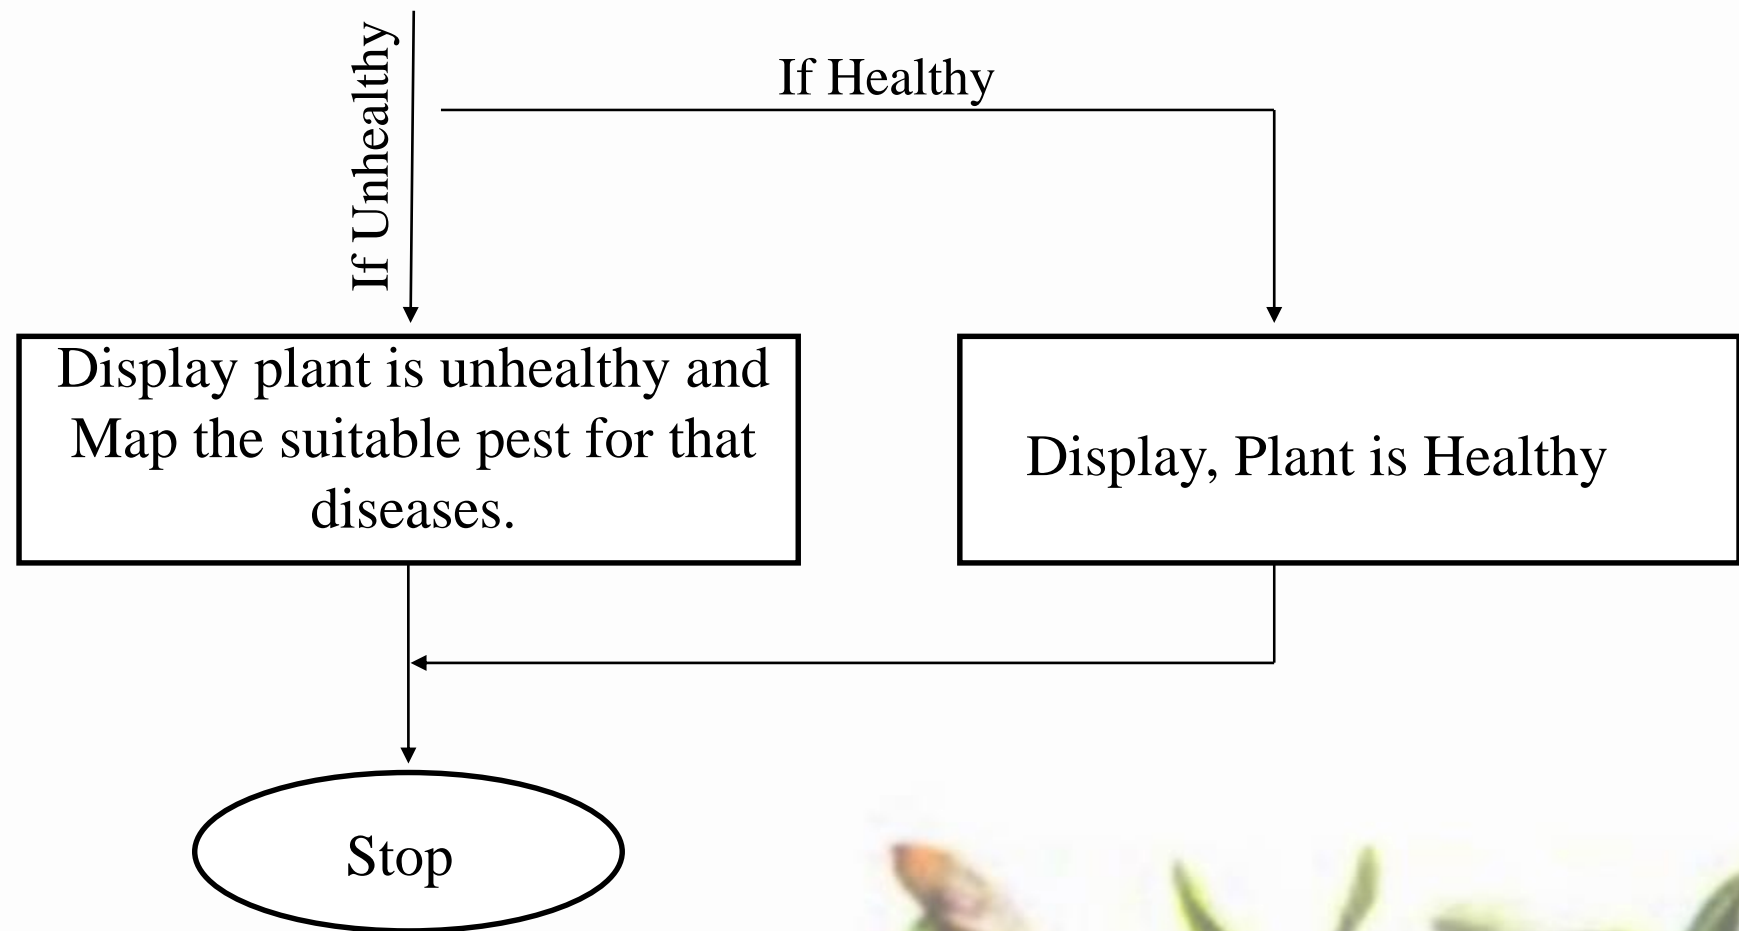 If Unhealthy
If Healthy
Display plant is unhealthy and
Map the suitable pest for that
diseases.
Display, Plant is Healthy
Stop